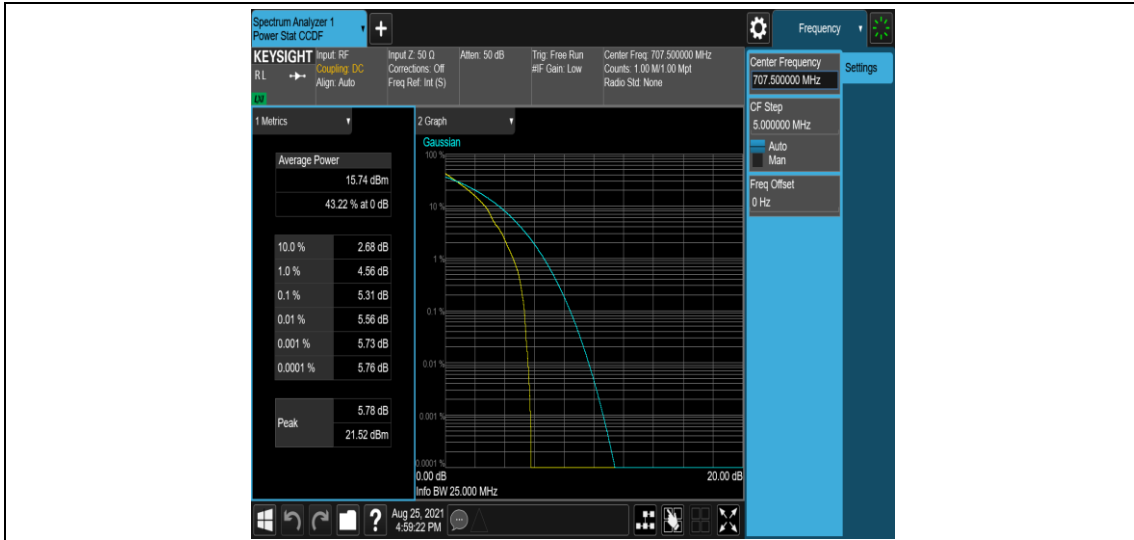 Spectrum Analyzer 1
Power Stat CCDF
+
Frequency
KEYSIGHT
RL
LXI
Input: RF
Coupling: DC
Align: Auto
Input Z: 50 Ω
Corrections: Off
Freq Ref: Int (S)
Atten: 50 dB
Trig: Free Run
#IF Gain: Low
Center Freq: 707.500000 MHz
Counts: 1.00 M/1.00 Mpt
Radio Std: None
Center Frequency
707.500000 MHz
Settings
CF Step
5.000000 MHz
Auto
Man
Freq Offset
0 Hz
1 Metrics
Average Power
15.74 dBm
43.22 % at 0 dB
10.0 % 2.68 dB
1.0 % 4.56 dB
0.1 % 5.31 dB
0.01 % 5.56 dB
0.001 % 5.73 dB
0.0001 % 5.76 dB
Peak
5.78 dB
21.52 dBm
2 Graph
Gaussian
100 %
10 %
1 %
0.1 %
0.01 %
0.001 %
0.0001 %
0.00 dB 20.00 dB
Info BW 25.000 MHz
?
Aug 25, 2021
4:59:22 PM